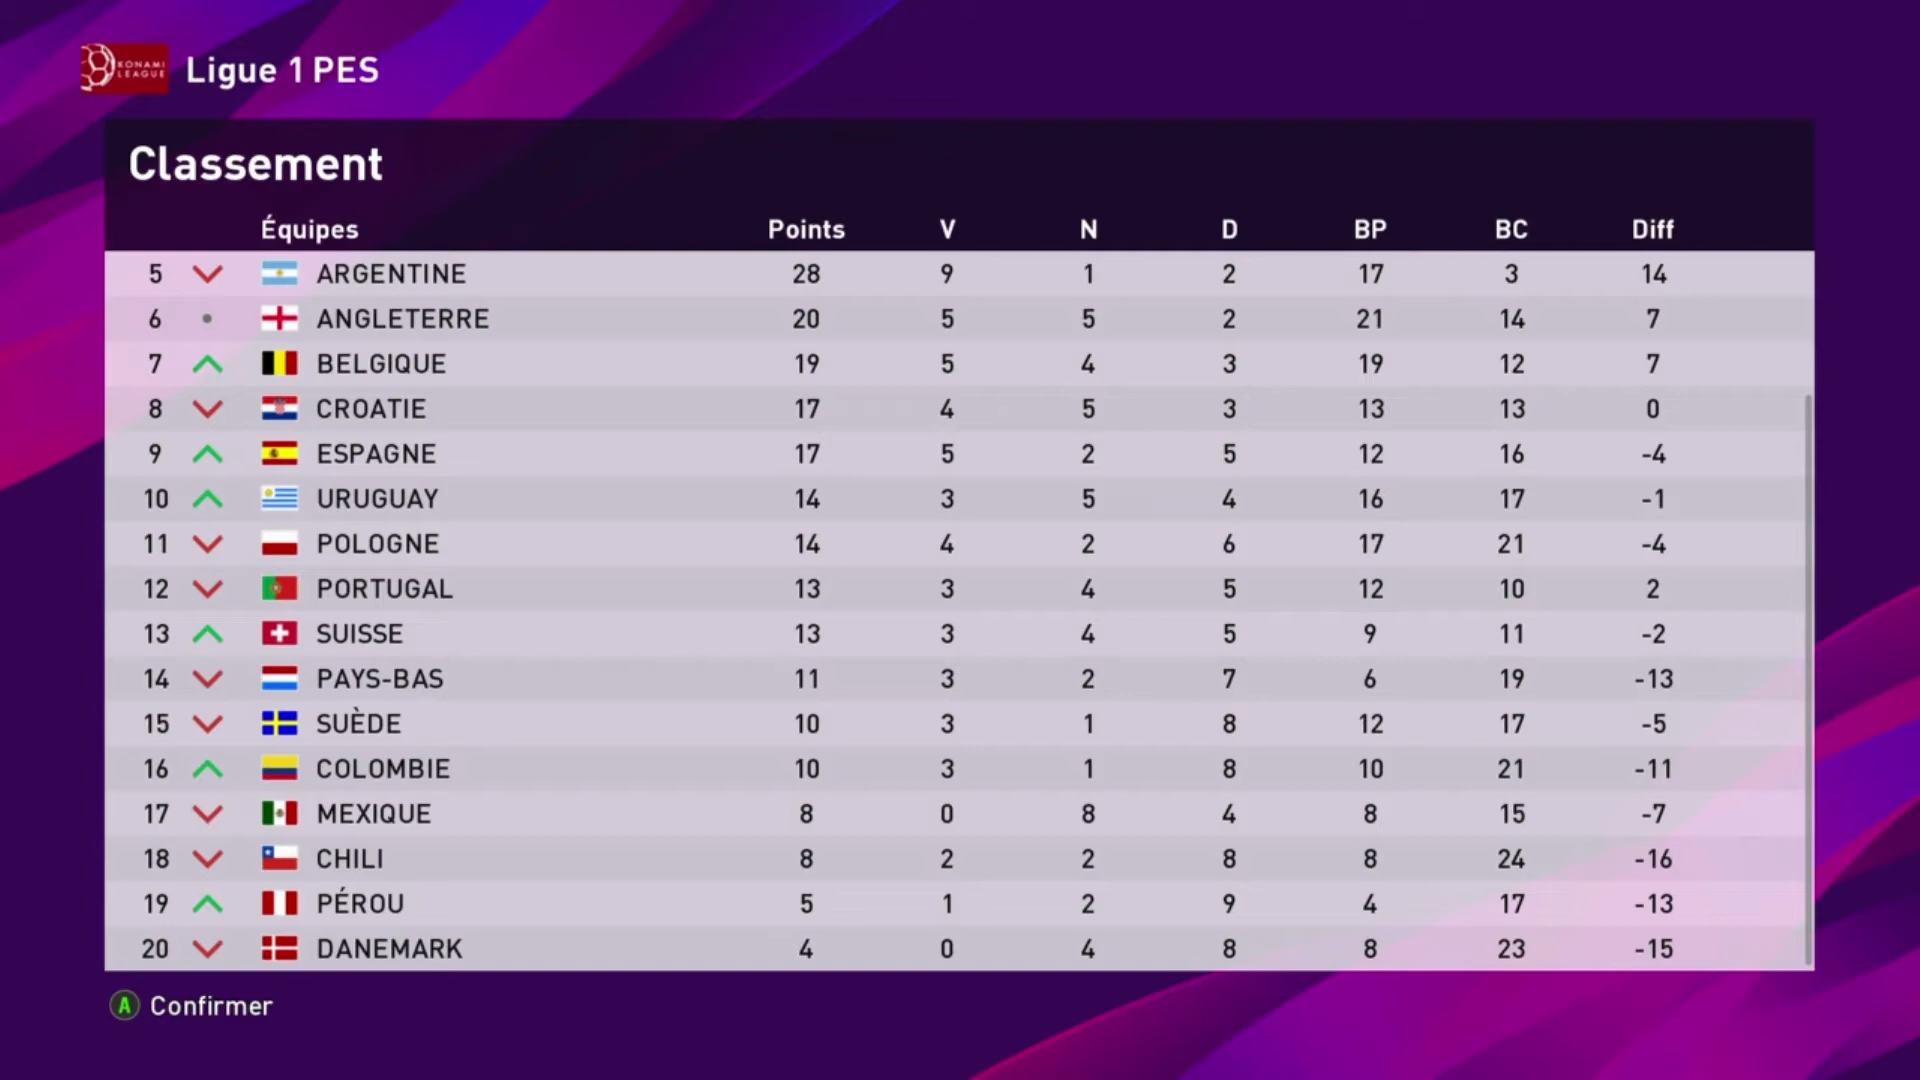 KONAMI
LEAGUE
Ligue 1 PES
Classement
Équipes Points V N D BP BC Diff
5 ARGENTINE 28 9 1 2 17 3 14
6 ANGLETERRE 20 5 5 2 21 14 7
7 BELGIQUE 19 5 4 3 19 12 7
8 CROATIE 17 4 5 3 13 13 0
9 ESPAGNE 17 5 2 5 12 16 -4
10 URUGUAY 14 3 5 4 16 17 -1
11 POLOGNE 14 4 2 6 17 21 -4
12 PORTUGAL 13 3 4 5 12 10 2
13 SUISSE 13 3 4 5 9 11 -2
14 PAYS-BAS 11 3 2 7 6 19 -13
15 SUÈDE 10 3 1 8 12 17 -5
16 COLOMBIE 10 3 1 8 10 21 -11
17 MEXIQUE 8 0 8 4 8 15 -7
18 CHILI 8 2 2 8 8 24 -16
19 PÉROU 5 1 2 9 4 17 -13
20 DANEMARK 4 0 4 8 8 23 -15
A Confirmer